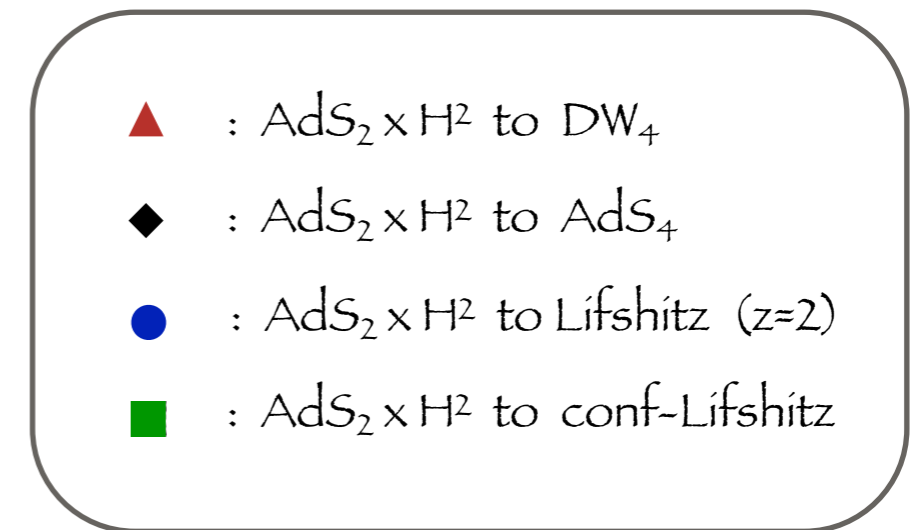 : AdS₂ x H² to DW₄
: AdS₂ x H² to AdS₄
: AdS₂ x H² to Lifshitz (z=2)
: AdS₂ x H² to conf-Lifshitz